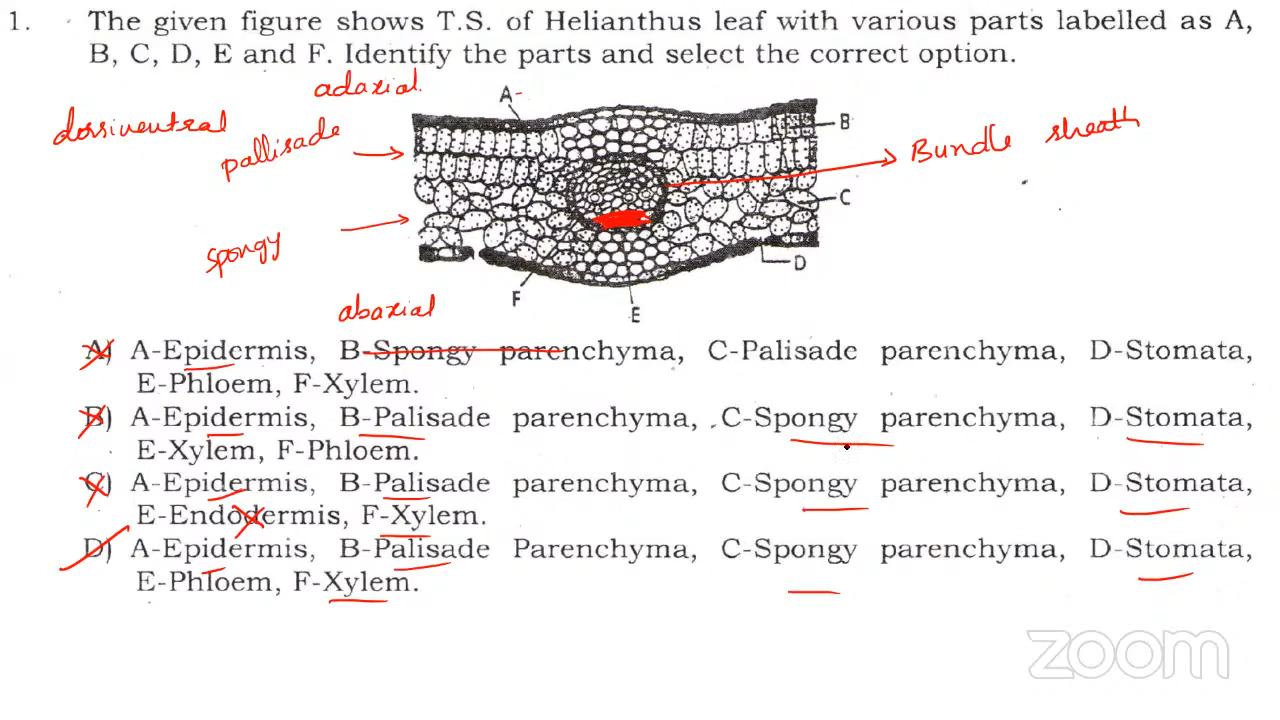 1. The given figure shows T.S. of Helianthus leaf with various parts labelled as A,
B, C, D, E and F. Identify the parts and select the correct option.
adaxial.
A-
dorsiventral
pallisade
B
Bundle sheath
C
spongy
D
F
E
abaxial
A) A-Epidermis, B-Spongy parenchyma, C-Palisade parenchyma, D-Stomata,
E-Phloem, F-Xylem.
B) A-Epidermis, B-Palisade parenchyma, C-Spongy parenchyma, D-Stomata,
E-Xylem, F-Phloem.
C) A-Epidermis, B-Palisade parenchyma, C-Spongy parenchyma, D-Stomata,
E-Endodermis, F-Xylem.
D) A-Epidermis, B-Palisade Parenchyma, C-Spongy parenchyma, D-Stomata,
E-Phloem, F-Xylem.
zoom